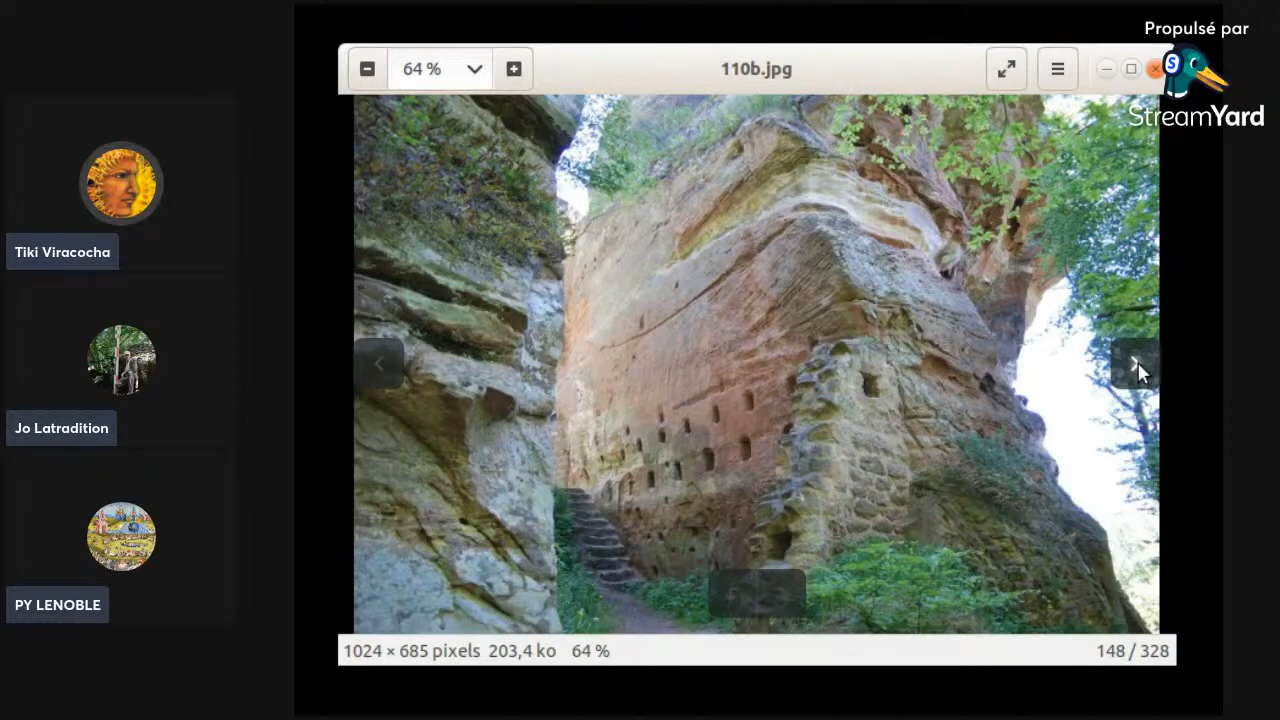 Propulsé par
StreamYard
64 %
110b.jpg
Tiki Viracocha
Jo Latradition
PY LENOBLE
1024 × 685 pixels 203,4 ko 64 %
148 / 328